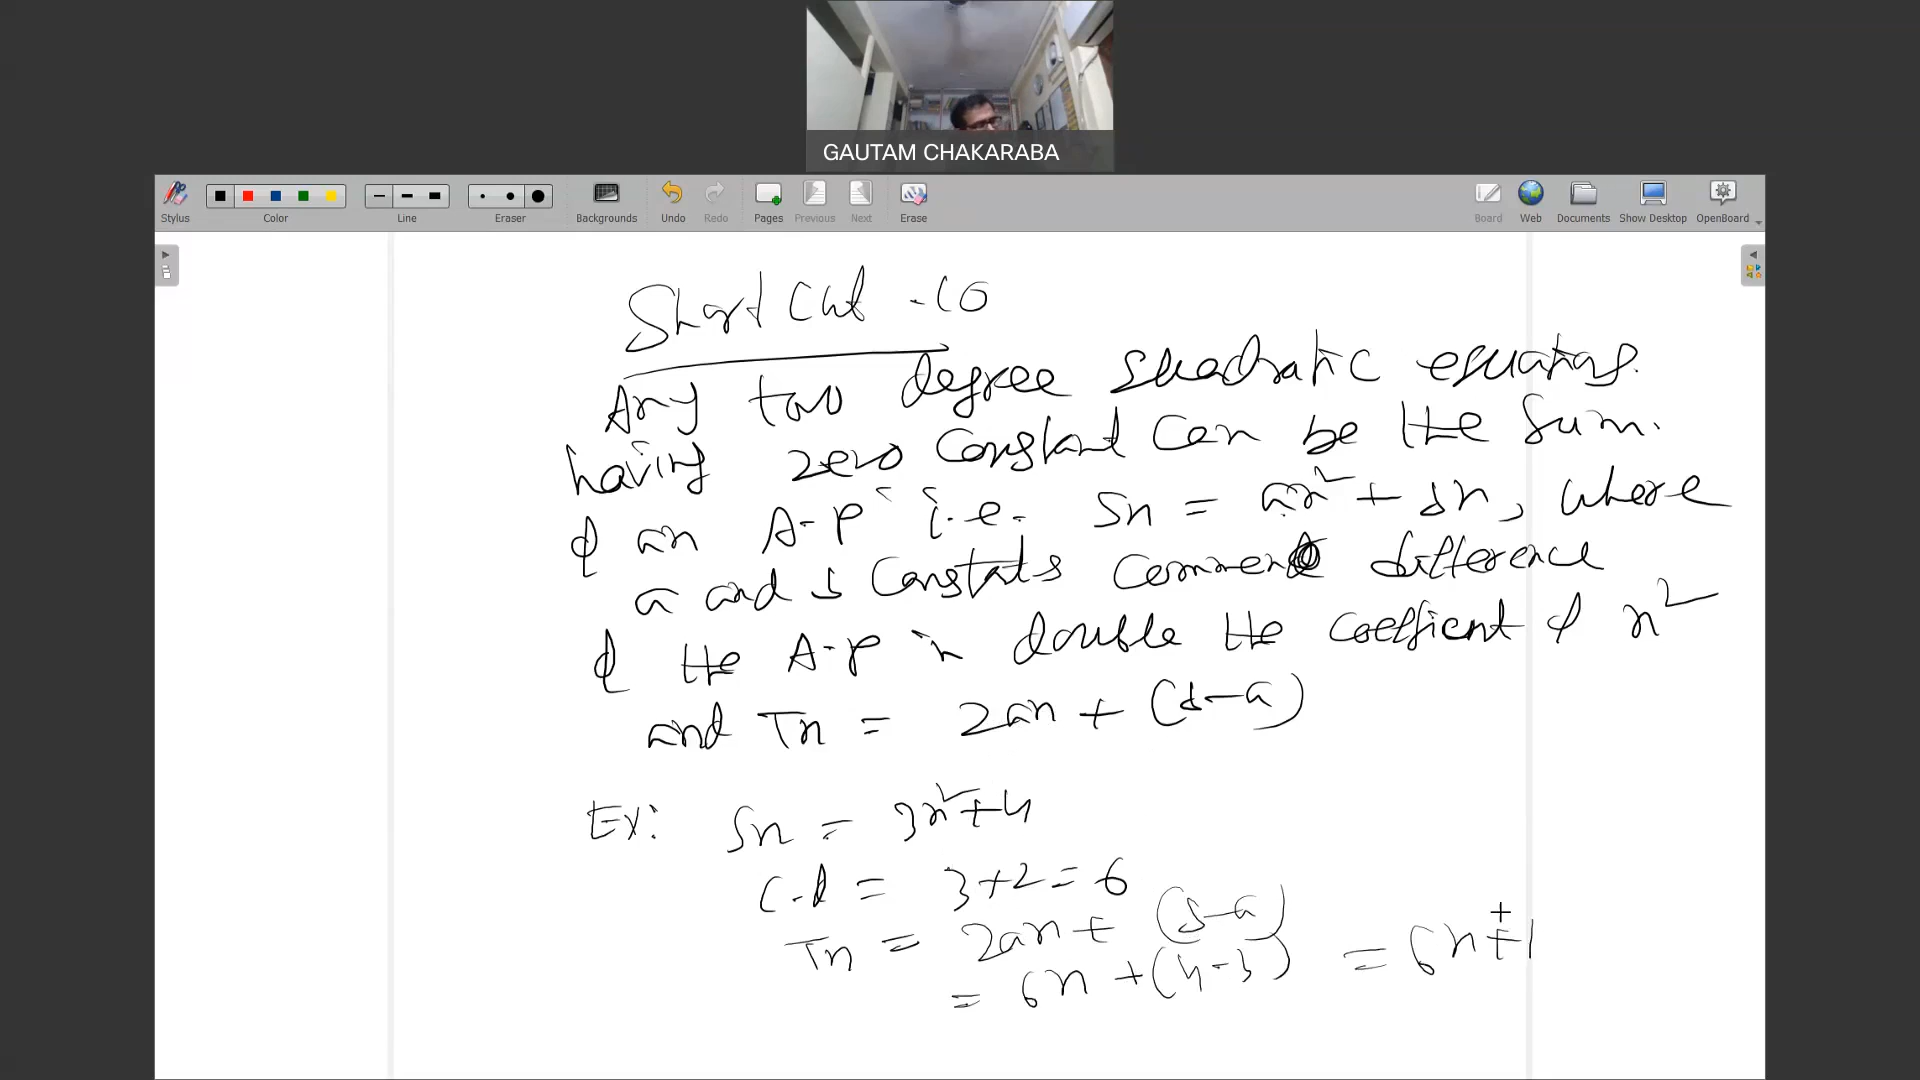 GAUTAM CHAKARABA
Stylus Color Line Eraser Backgrounds Undo Redo Pages Previous Next Erase Board Web Documents Show Desktop OpenBoard
Short Cut -10
Any two degree quadratic equations.
having zero constant can be the sum.
of an A-P i.e. Sn = an² + bn, where
a and b constants common difference
of the A-P is double the coefficient of n²
and Tn = 2an + (b-a)
Ex: Sn = 3n²+4
C.d = 3+2=6
Tn = 2an + (b-a)
= 6n + (4-3) = 6n+1